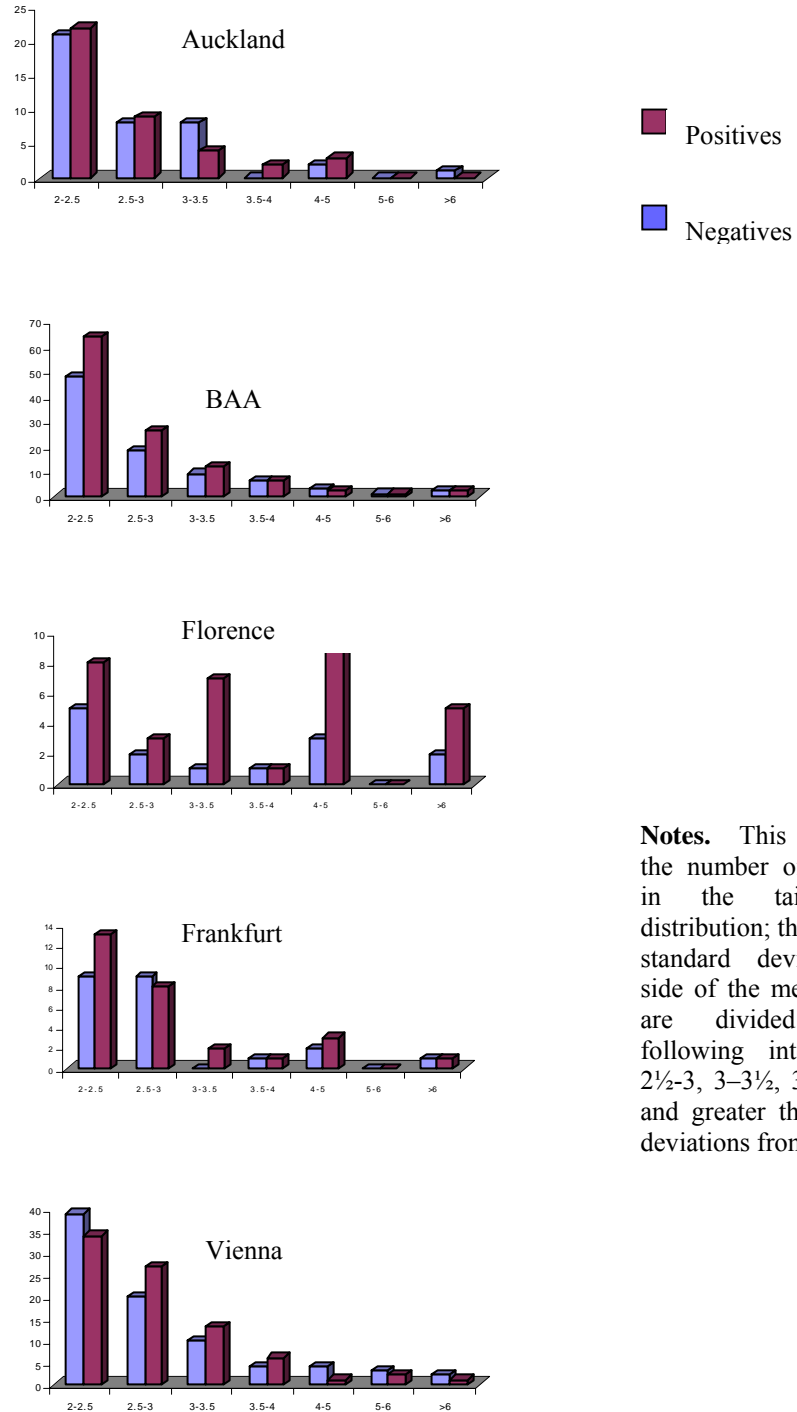 Auckland
25
20
15
10
5
0
2-2.5 2.5-3 3-3.5 3.5-4 4-5 5-6 >6
Positives
Negatives
BAA
70
60
50
40
30
20
10
0
2-2.5 2.5-3 3-3.5 3.5-4 4-5 5-6 >6
Florence
10
8
6
4
2
0
2-2.5 2.5-3 3-3.5 3.5-4 4-5 5-6 >6
Notes. This
the number o
in the tai
distribution; th
standard devi
side of the me
are divided
following int
2½-3, 3–3½, 3
and greater th
deviations from
Frankfurt
14
12
10
8
6
4
2
0
2-2.5 2.5-3 3-3.5 3.5-4 4-5 5-6 >6
Vienna
40
35
30
25
20
15
10
5
0
2-2.5 2.5-3 3-3.5 3.5-4 4-5 5-6 >6